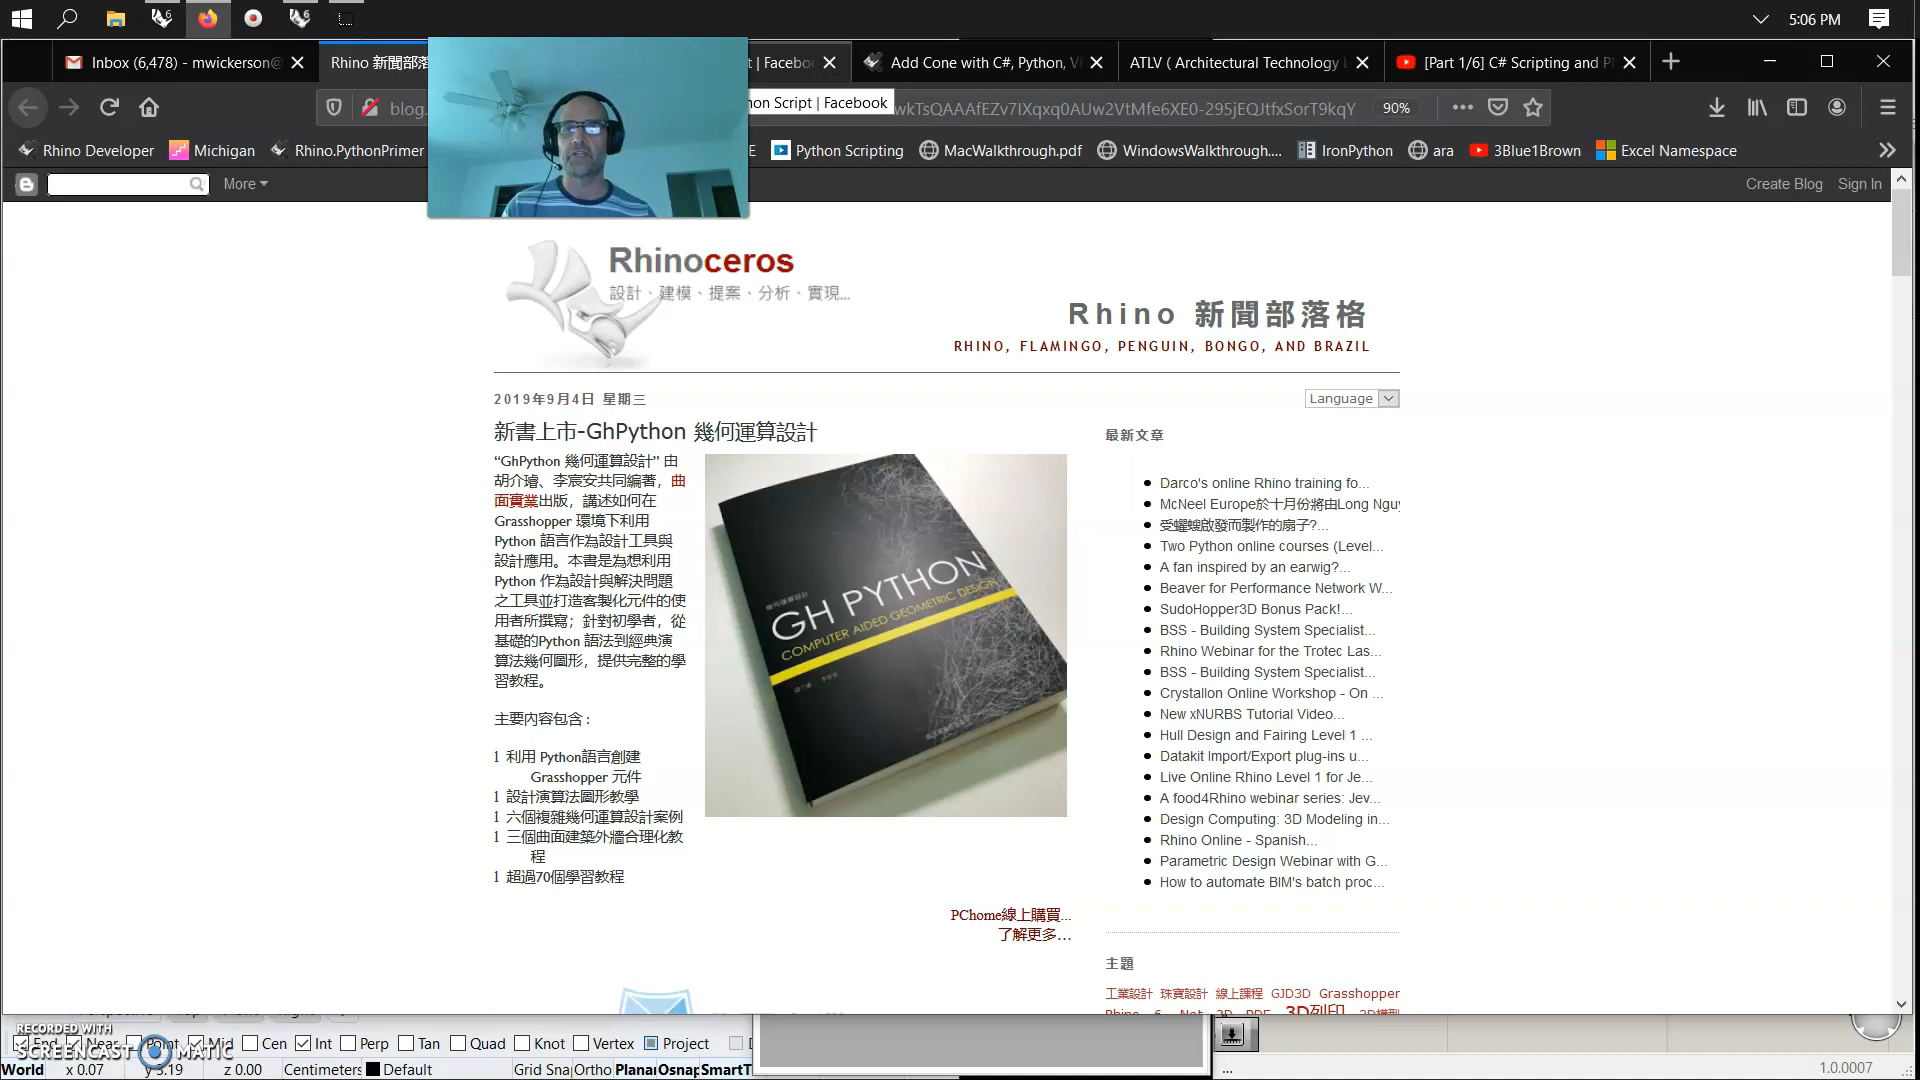 5:06 PM
Inbox (6,478) - mwickerson@
Rhino 新聞部落
t | Facebo
Add Cone with C#, Python, V
ATLV ( Architectural Technology L
[Part 1/6] C# Scripting and P
blog.
hon Script | Facebook
wkTsQAAAfEZv7IXqxq0AUw2VtMfe6XE0-295jEQJtfxSorT9kqY
90%
Rhino Developer
Michigan
Rhino.PythonPrimer
E
Python Scripting
MacWalkthrough.pdf
WindowsWalkthrough....
IronPython
ara
3Blue1Brown
Excel Namespace
More
Create Blog
Sign In
Rhinoceros
設計、建模、提案、分析、實現...
Rhino 新聞部落格
RHINO, FLAMINGO, PENGUIN, BONGO, AND BRAZIL
2019年9月4日 星期三
Language
新書上市-GhPython 幾何運算設計
“GhPython 幾何運算設計” 由
胡介璿、李宸安共同編著，曲
面實業出版，講述如何在
Grasshopper 環境下利用
Python 語言作為設計工具與
設計應用。本書是為想利用
Python 作為設計與解決問題
之工具並打造客製化元件的使
用者所撰寫；針對初學者，從
基礎的Python 語法到經典演
算法幾何圖形，提供完整的學
習教程。
主要內容包含 :
l 利用 Python語言創建
Grasshopper 元件
l 設計演算法圖形教學
l 六個複雜幾何運算設計案例
l 三個曲面建築外牆合理化教
程
l 超過70個學習教程
GH PYTHON
COMPUTER AIDED GEOMETRIC DESIGN
PChome線上購買...
了解更多…
最新文章
Darco's online Rhino training fo...
McNeel Europe於十月份將由Long Nguy
受蠼螋啟發而製作的扇子?...
Two Python online courses (Level...
A fan inspired by an earwig?...
Beaver for Performance Network W...
SudoHopper3D Bonus Pack!...
BSS - Building System Specialist...
Rhino Webinar for the Trotec Las...
BSS - Building System Specialist...
Crystallon Online Workshop - On ...
New xNURBS Tutorial Video...
Hull Design and Fairing Level 1 ...
Datakit Import/Export plug-ins u...
Live Online Rhino Level 1 for Je...
A food4Rhino webinar series: Jev...
Design Computing: 3D Modeling in...
Rhino Online - Spanish...
Parametric Design Webinar with G...
How to automate BIM's batch proc...
主題
工業設計 珠寶設計 線上課程 GJD3D Grasshopper
3D列印
RECORDED WITH
SCREENCAST MATIC
End Near Point Mid Cen Int Perp Tan Quad Knot Vertex Project
World x 0.07 y 3.19 z 0.00 Centimeters Default Grid Snap Ortho Planar Osnap SmartT
...
1.0.0007